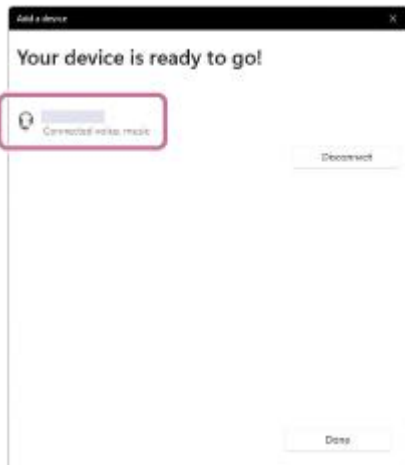 Add a device
Your device is ready to go!
Connected voice, music
Disconnect
Done